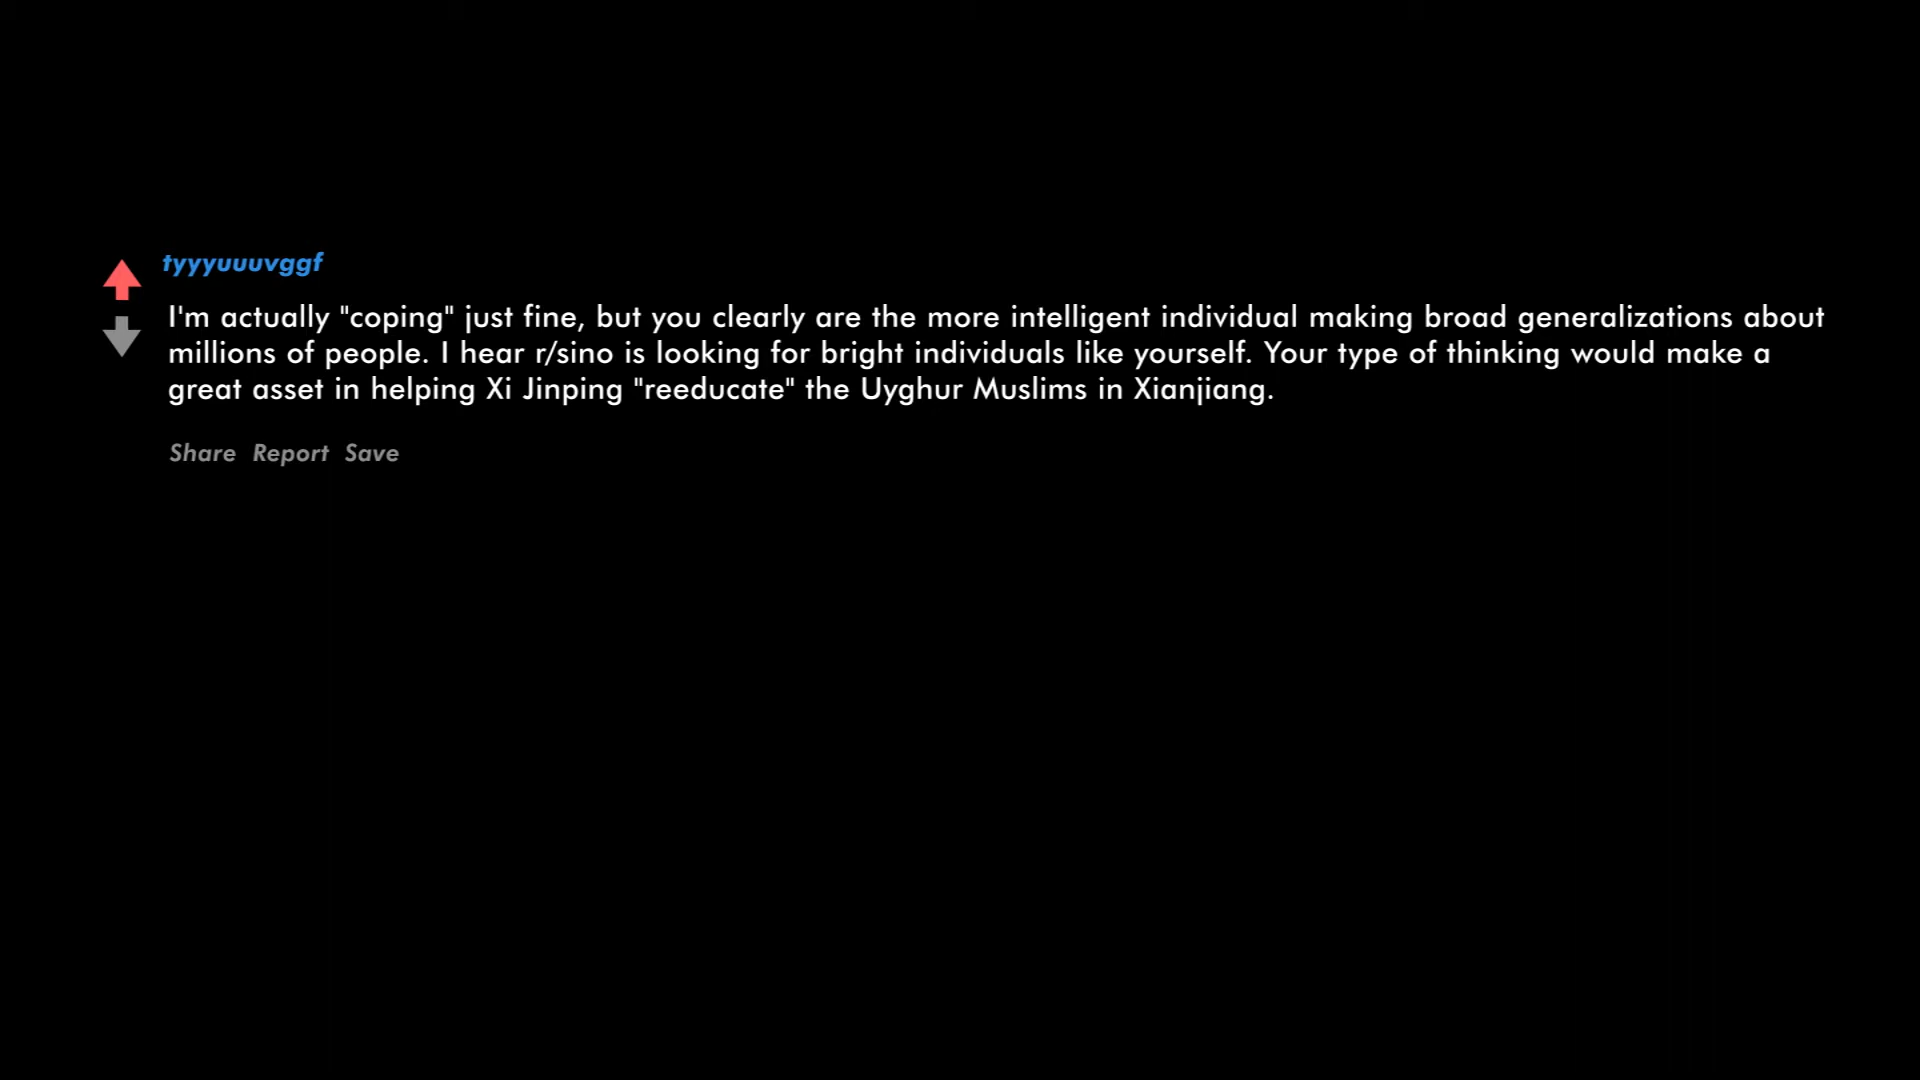 tyyyuuuvggf
I'm actually "coping" just fine, but you clearly are the more intelligent individual making broad generalizations about
millions of people. I hear r/sino is looking for bright individuals like yourself. Your type of thinking would make a
great asset in helping Xi Jinping "reeducate" the Uyghur Muslims in Xianjiang.
Share Report Save